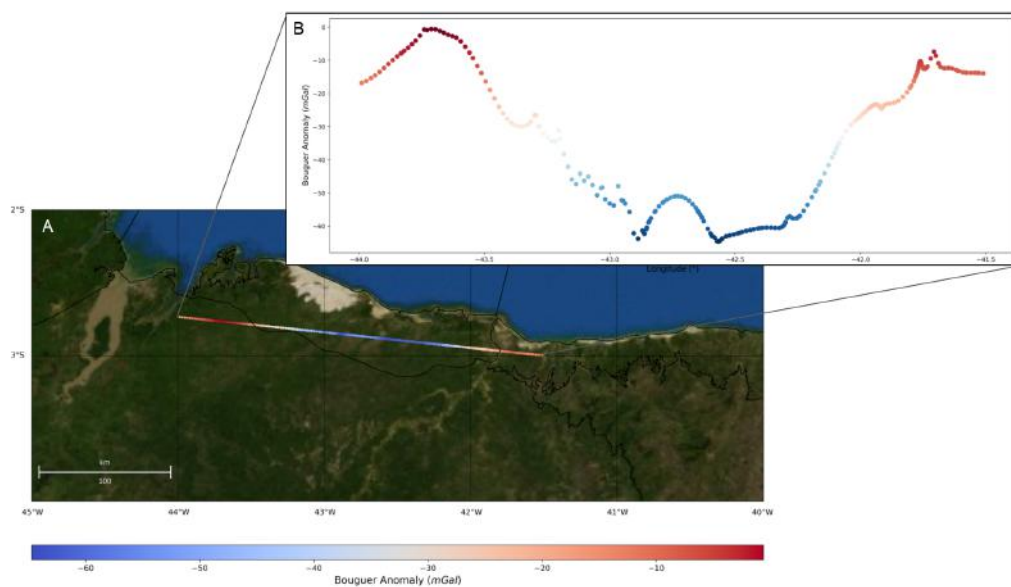 B
Bouguer Anomaly (mGal)
0
−10
−20
−30
−40
−50
−60
−44.0
−43.5
−43.0
−42.5
−42.0
−41.5
Longitude (°)
A
2°S
3°S
km
100
45°W
44°W
43°W
42°W
41°W
40°W
−60
−50
−40
−30
−20
−10
Bouguer Anomaly (mGal)